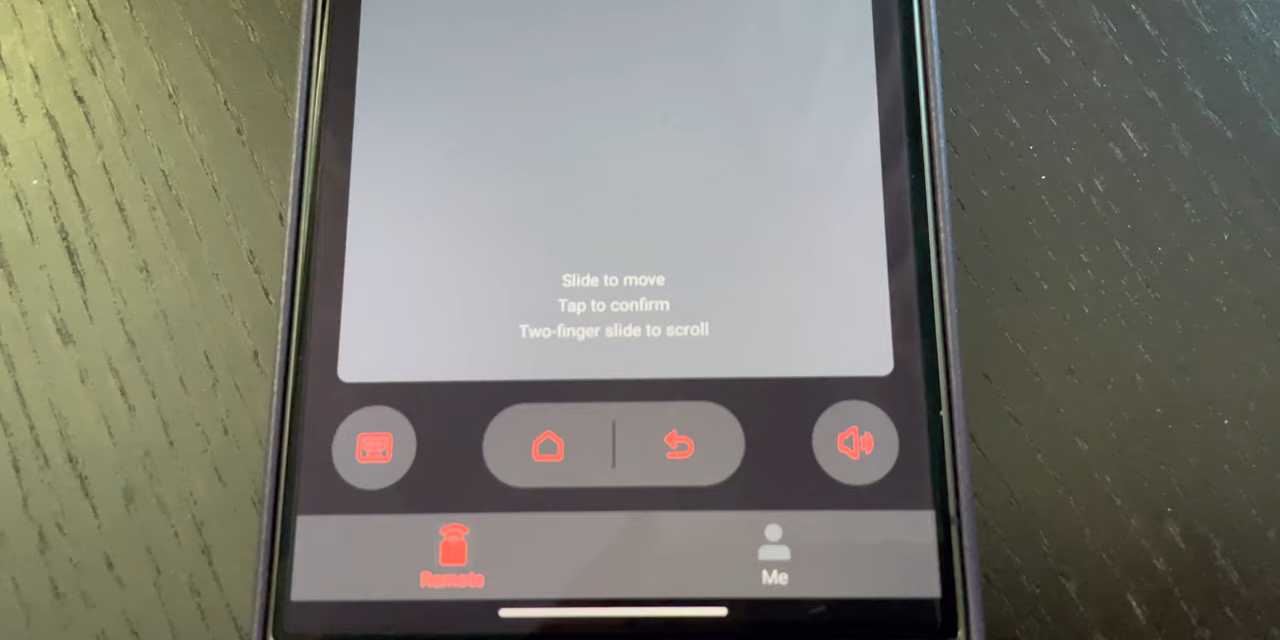 Slide to move
Tap to confirm
Two-finger slide to scroll
Remote
Me